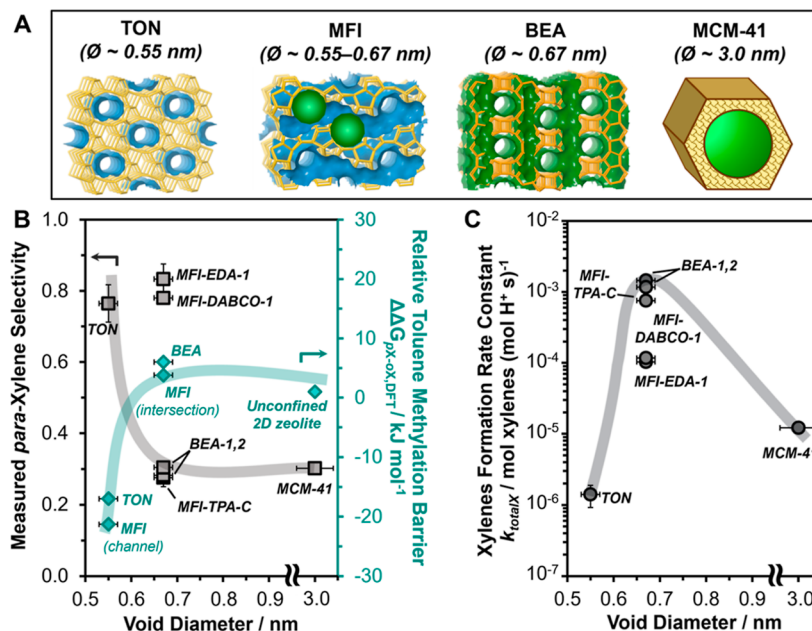 A
TON
(Ø ~ 0.55 nm)
MFI
(Ø ~ 0.55–0.67 nm)
BEA
(Ø ~ 0.67 nm)
MCM-41
(Ø ~ 3.0 nm)
B
Measured para-Xylene Selectivity
1.0
0.8
0.6
0.4
0.2
0.0
TON
MFI-EDA-1
MFI-DABCO-1
BEA
MFI
(intersection)
Unconfined
2D zeolite
BEA-1,2
MFI-TPA-C
MCM-41
TON
MFI
(channel)
30
20
10
0
-10
-20
-30
Relative Toluene Methylation Barrier
ΔΔG pX-oX,DFT / kJ mol-1
0.5 0.6 0.7 0.8 0.9 3.0
Void Diameter / nm
C
Xylenes Formation Rate Constant
ktotalX / mol xylenes (mol H+ s)-1
10-2
10-3
10-4
10-5
10-6
10-7
MFI-
TPA-C
BEA-1,2
MFI-
DABCO-1
MFI-EDA-1
MCM-41
TON
0.5 0.6 0.7 0.8 0.9 3.0
Void Diameter / nm